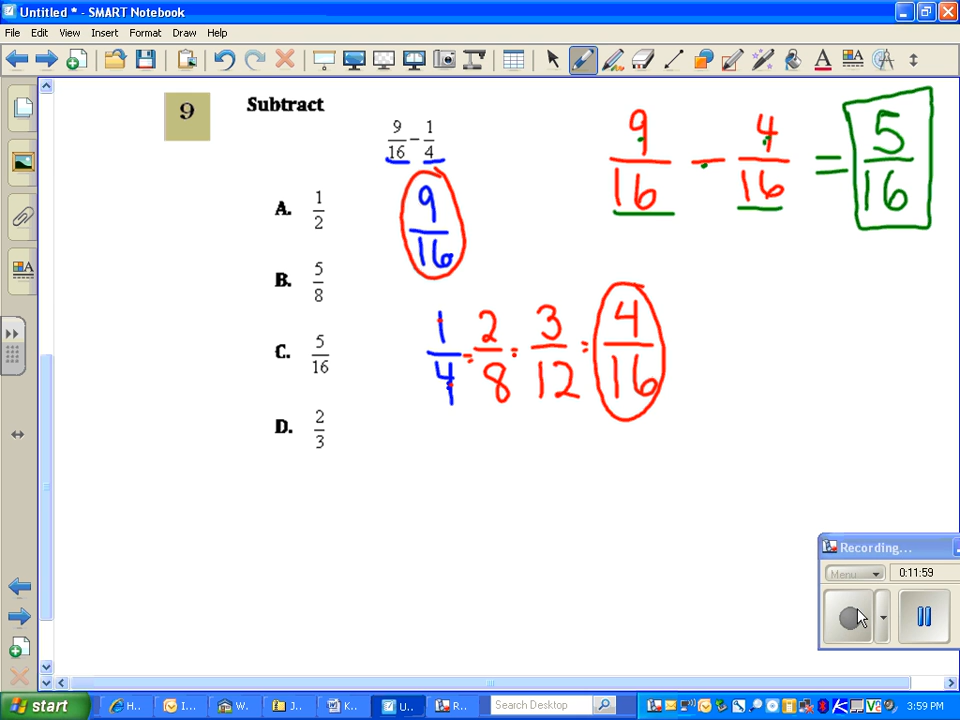 Untitled * - SMART Notebook
File Edit View Insert Format Draw Help
9 Subtract
9/16 - 1/4
9/16
A. 1/2
B. 5/8
C. 5/16
D. 2/3
9/16 - 4/16 = 5/16
1/4 = 2/8 = 3/12 = 4/16
Recording...
Menu 0:11:59
start H... I... W... J... K... U... R... Search Desktop 3:59 PM